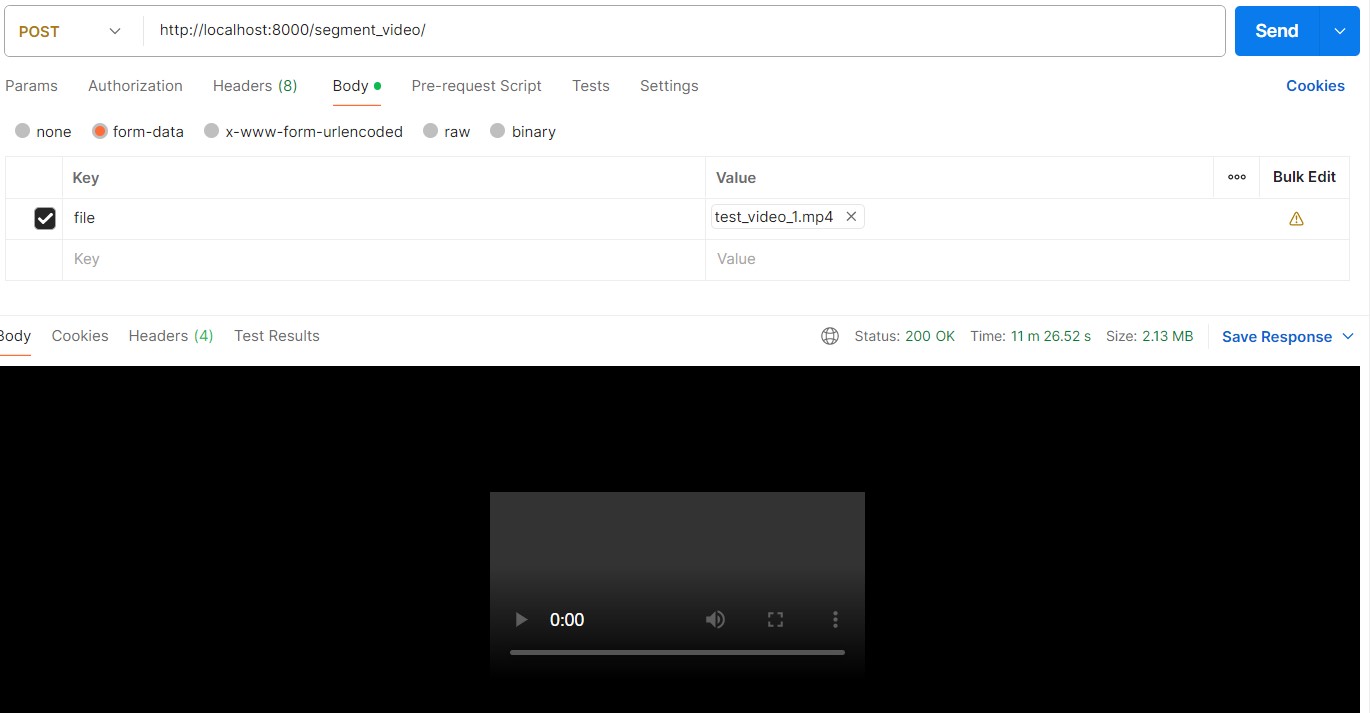 POST http://localhost:8000/segment_video/ Send
Params Authorization Headers (8) Body Pre-request Script Tests Settings Cookies
none form-data x-www-form-urlencoded raw binary
Key Value Bulk Edit
file test_video_1.mp4
Key Value
Body Cookies Headers (4) Test Results Status: 200 OK Time: 11 m 26.52 s Size: 2.13 MB Save Response
0:00